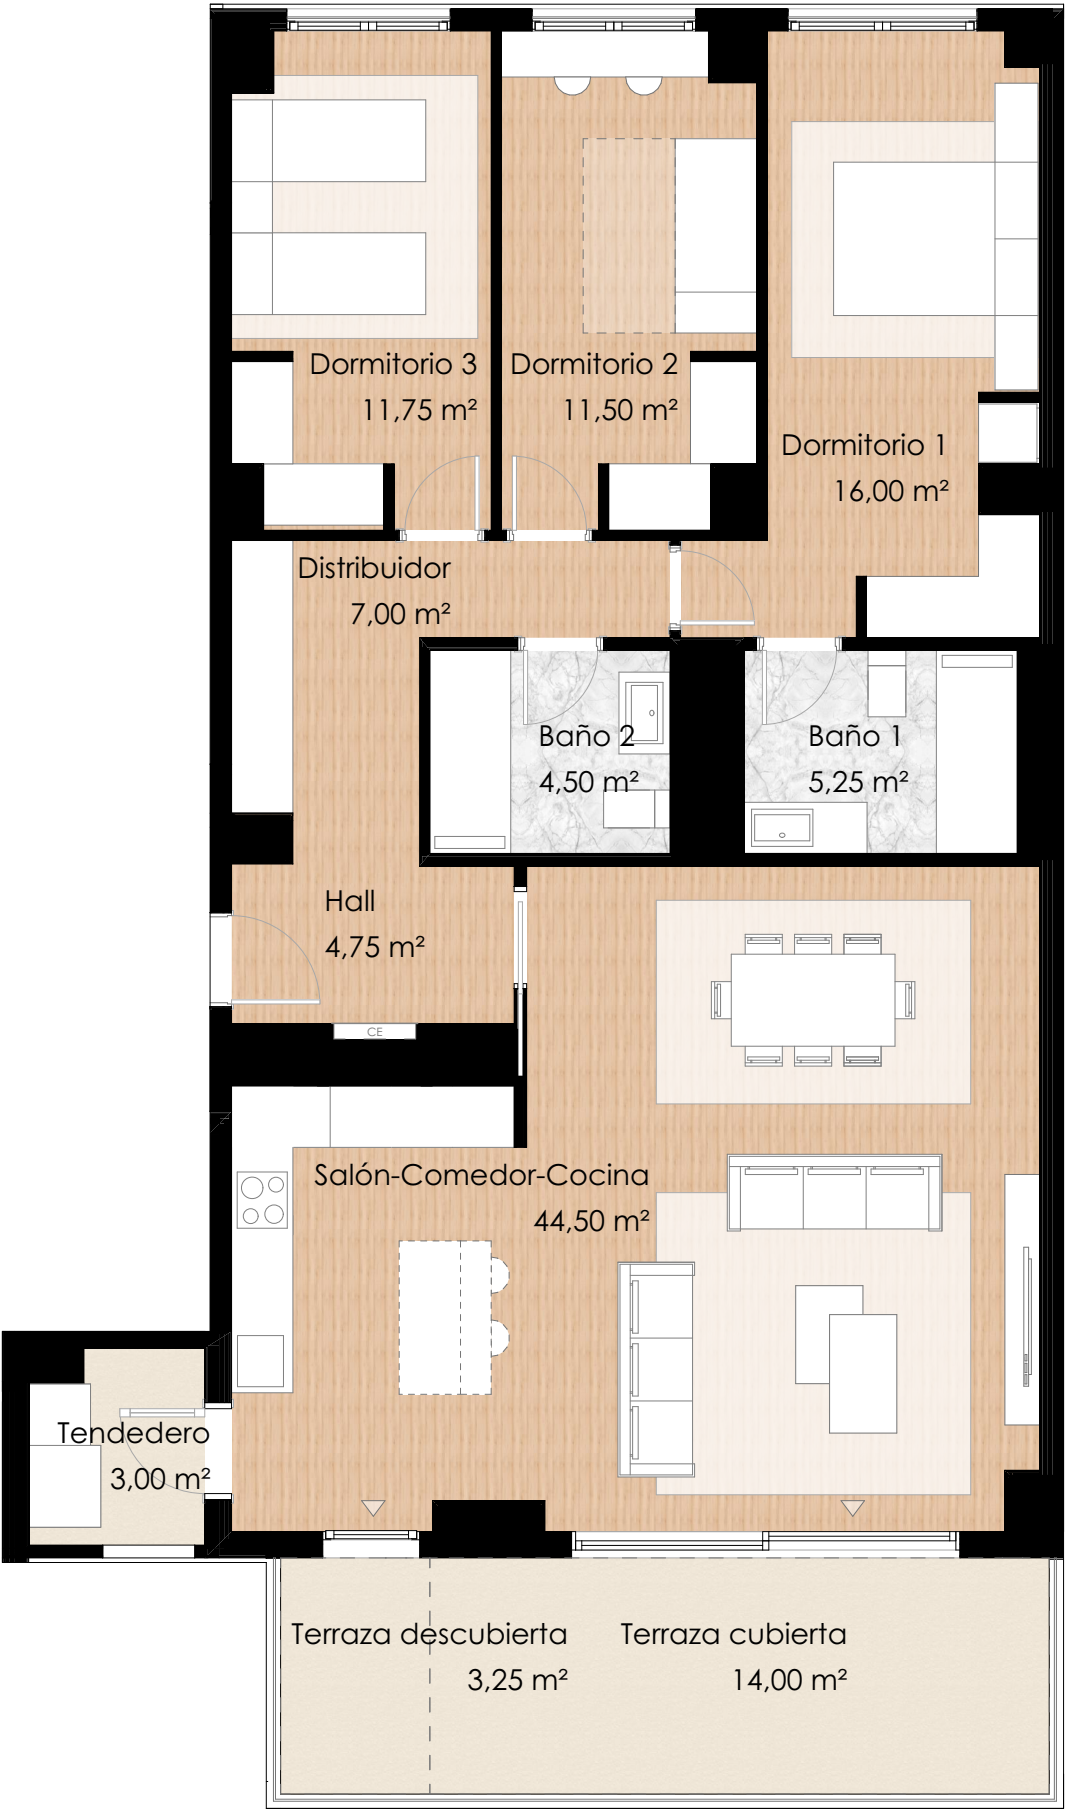 Dormitorio 3
11,75 m²
Dormitorio 2
11,50 m²
Dormitorio 1
16,00 m²
Distribuidor
7,00 m²
Baño 2
4,50 m²
Baño 1
5,25 m²
Hall
4,75 m²
CE
Salón-Comedor-Cocina
44,50 m²
Tendedero
3,00 m²
Terraza descubierta
3,25 m²
Terraza cubierta
14,00 m²